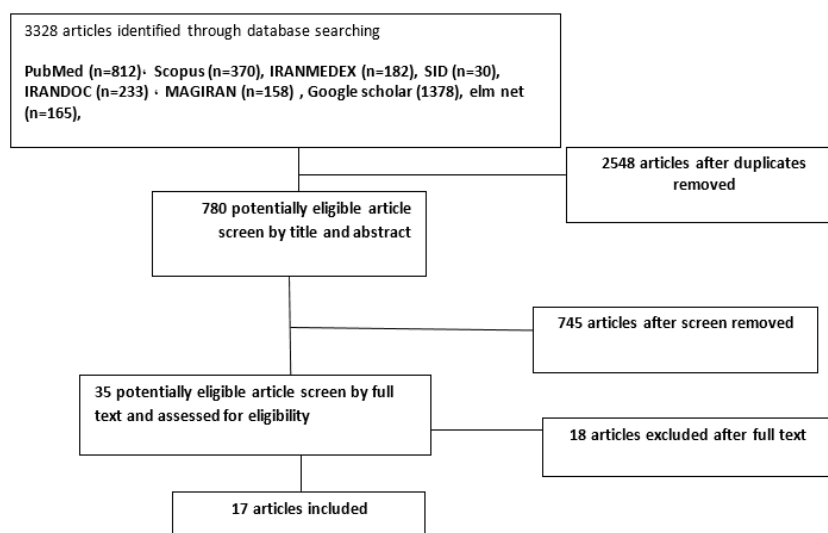 3328 articles identified through database searching
PubMed (n=812)، Scopus (n=370), IRANMEDEX (n=182), SID (n=30),
IRANDOC (n=233) ، MAGIRAN (n=158) , Google scholar (1378), elm net
(n=165),
2548 articles after duplicates
removed
780 potentially eligible article
screen by title and abstract
745 articles after screen removed
35 potentially eligible article screen by full
text and assessed for eligibility
18 articles excluded after full text
17 articles included